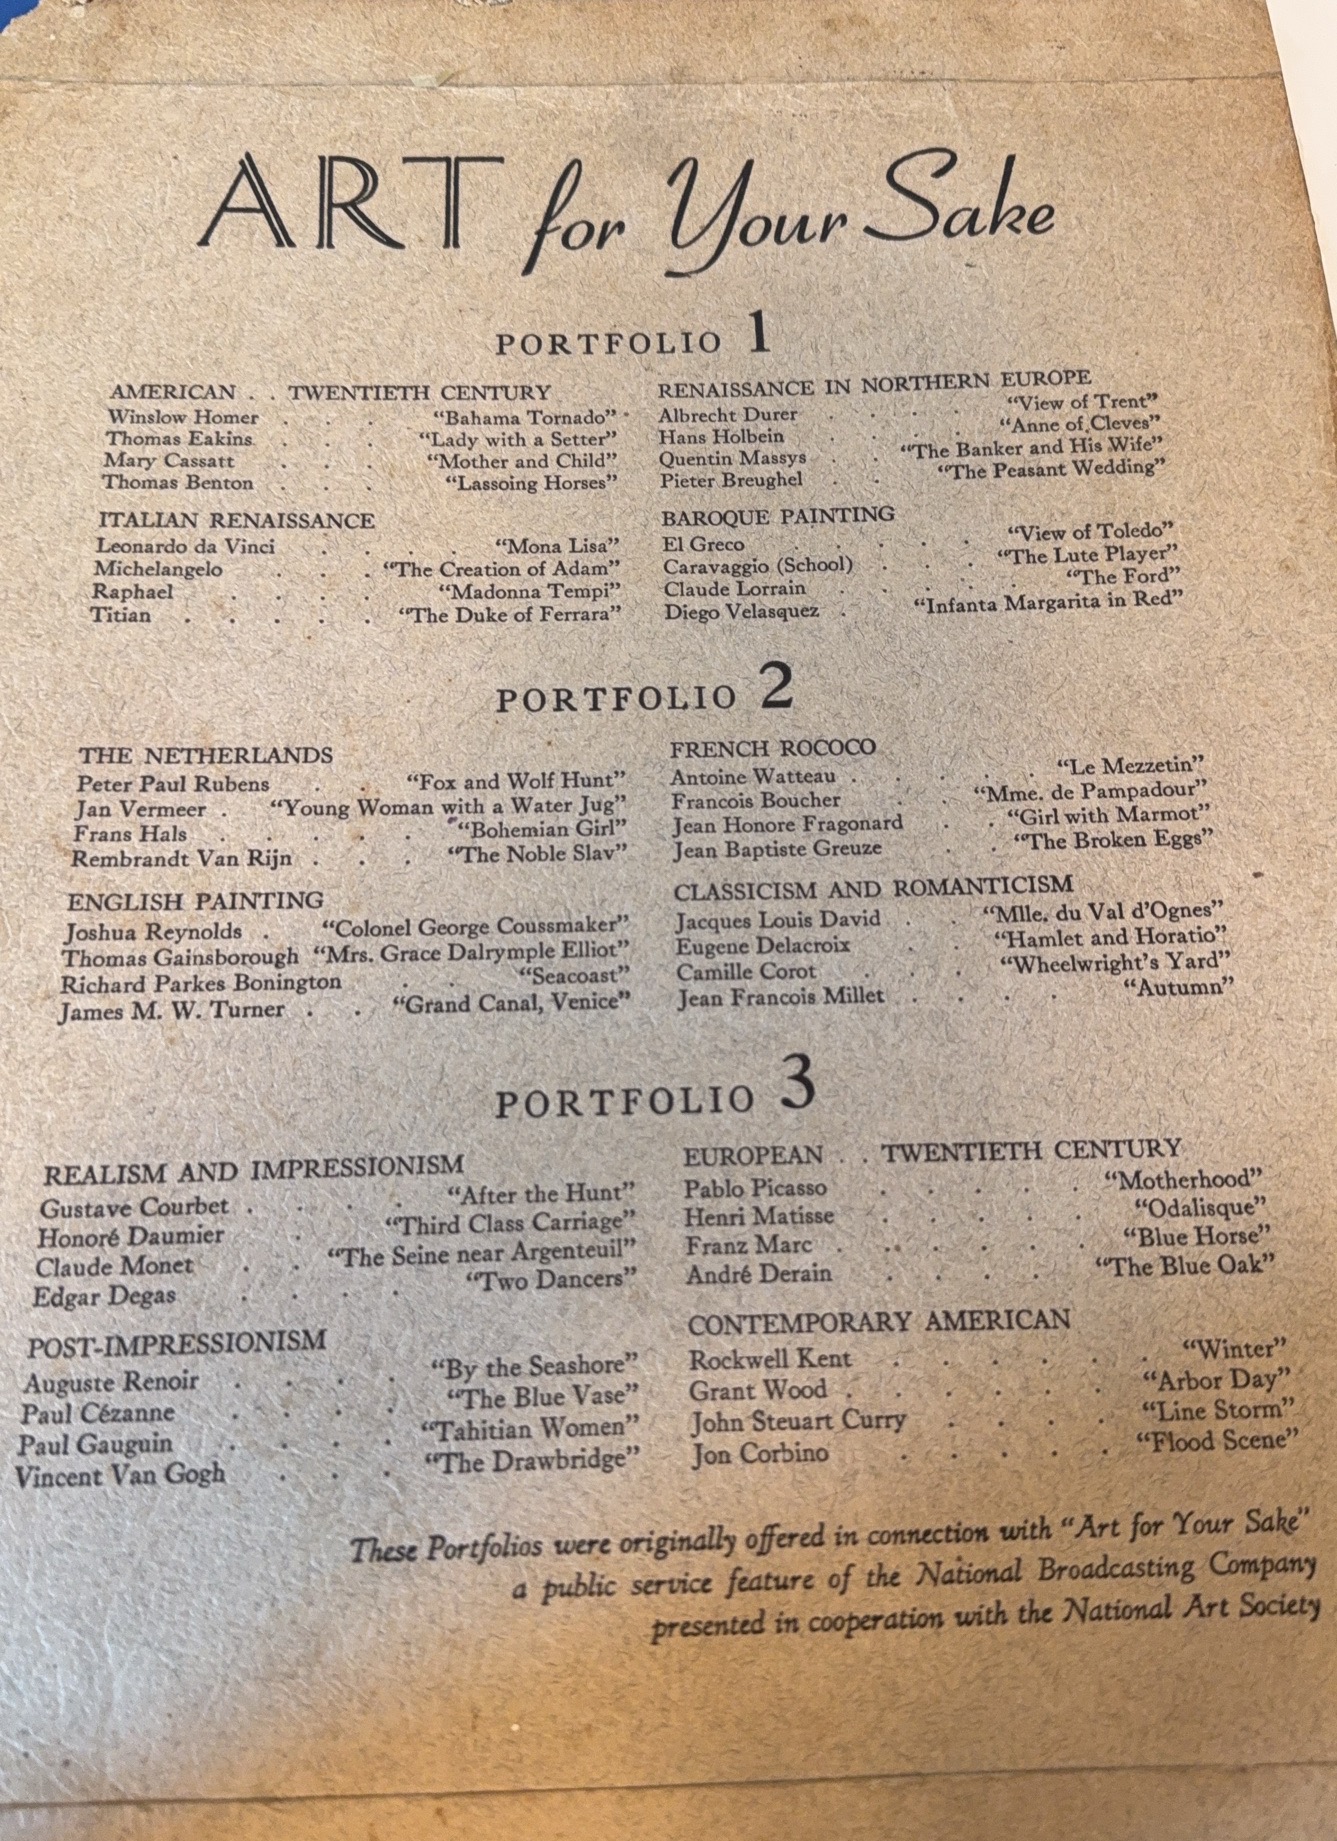 ART for Your Sake
PORTFOLIO 1
AMERICAN . . TWENTIETH CENTURY
Winslow Homer . . . "Bahama Tornado"
Thomas Eakins . . . "Lady with a Setter"
Mary Cassatt . . . "Mother and Child"
Thomas Benton . . . "Lassoing Horses"
ITALIAN RENAISSANCE
Leonardo da Vinci . . . . "Mona Lisa"
Michelangelo . . . "The Creation of Adam"
Raphael . . . . "Madonna Tempi"
Titian . . . . . "The Duke of Ferrara"
RENAISSANCE IN NORTHERN EUROPE
Albrecht Durer . . . . "View of Trent"
Hans Holbein . . . . "Anne of Cleves"
Quentin Massys . . "The Banker and His Wife"
Pieter Breughel . . "The Peasant Wedding"
BAROQUE PAINTING
El Greco . . . . . "View of Toledo"
Caravaggio (School) . . . "The Lute Player"
Claude Lorrain . . . . . "The Ford"
Diego Velasquez . "Infanta Margarita in Red"
PORTFOLIO 2
THE NETHERLANDS
Peter Paul Rubens . . "Fox and Wolf Hunt"
Jan Vermeer . "Young Woman with a Water Jug"
Frans Hals . . . . . "Bohemian Girl"
Rembrandt Van Rijn . . . "The Noble Slav"
ENGLISH PAINTING
Joshua Reynolds . "Colonel George Coussmaker"
Thomas Gainsborough "Mrs. Grace Dalrymple Elliot"
Richard Parkes Bonington . . . "Seacoast"
James M. W. Turner . . "Grand Canal, Venice"
FRENCH ROCOCO
Antoine Watteau . . . . . "Le Mezzetin"
Francois Boucher . . "Mme. de Pampadour"
Jean Honore Fragonard . . "Girl with Marmot"
Jean Baptiste Greuze . . "The Broken Eggs"
CLASSICISM AND ROMANTICISM
Jacques Louis David . . "Mlle. du Val d'Ognes"
Eugene Delacroix . . "Hamlet and Horatio"
Camille Corot . . . "Wheelwright's Yard"
Jean Francois Millet . . . . "Autumn"
PORTFOLIO 3
REALISM AND IMPRESSIONISM
Gustave Courbet . . . . "After the Hunt"
Honoré Daumier . "Third Class Carriage"
Claude Monet . . "The Seine near Argenteuil"
Edgar Degas . . . . "Two Dancers"
POST-IMPRESSIONISM
Auguste Renoir . . . . "By the Seashore"
Paul Cézanne . . . . "The Blue Vase"
Paul Gauguin . . . . "Tahitian Women"
Vincent Van Gogh . . . "The Drawbridge"
EUROPEAN . . TWENTIETH CENTURY
Pablo Picasso . . . . . "Motherhood"
Henri Matisse . . . . . "Odalisque"
Franz Marc . . . . . . "Blue Horse"
André Derain . . . . "The Blue Oak"
CONTEMPORARY AMERICAN
Rockwell Kent . . . . . . "Winter"
Grant Wood . . . . . . "Arbor Day"
John Steuart Curry . . . . "Line Storm"
Jon Corbino . . . . . "Flood Scene"
These Portfolios were originally offered in connection with "Art for Your Sake"
a public service feature of the National Broadcasting Company
presented in cooperation with the National Art Society